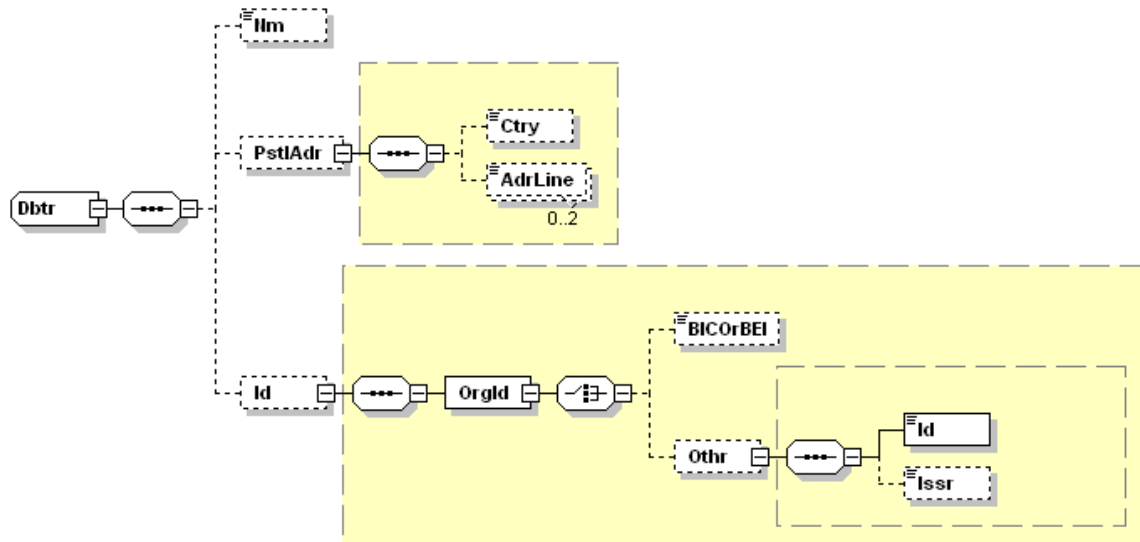 Nm
Ctry
PstlAdr
AdrLine
0..2
Dbtr
BICOrBEI
Id
OrgId
Id
Othr
Issr